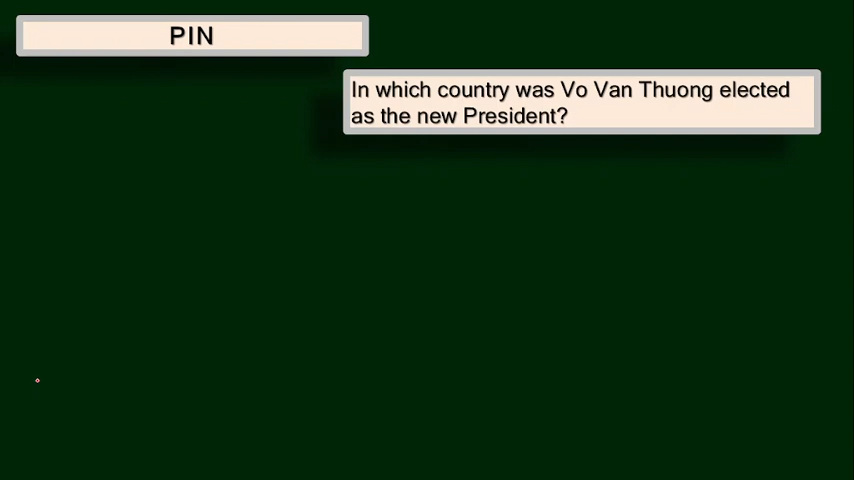 PIN
In which country was Vo Van Thuong elected
as the new President?